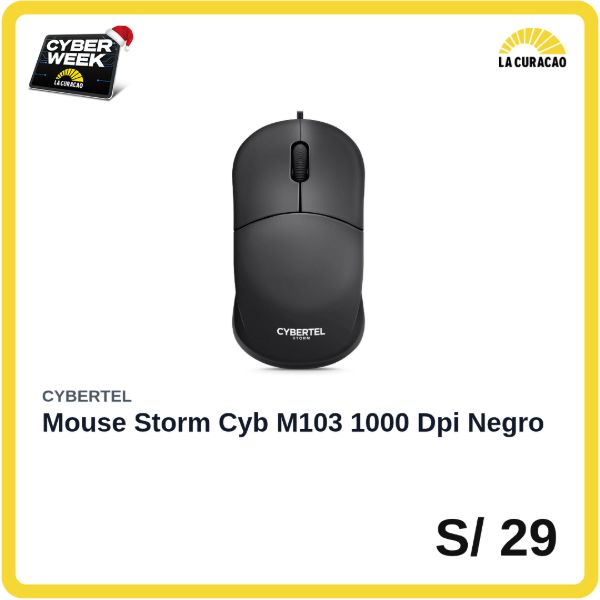 CYBER
WEEK
LA CURACAO
LA CURACAO
CYBERTEL
STORM
CYBERTEL
Mouse Storm Cyb M103 1000 Dpi Negro
S/ 29